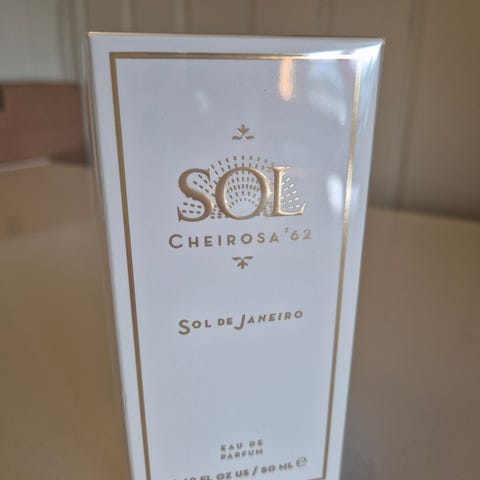 SOL
CHEIROSA '62
SOL DE JANEIRO
EAU DE
PARFUM
FL OZ US / 50 ML ℮